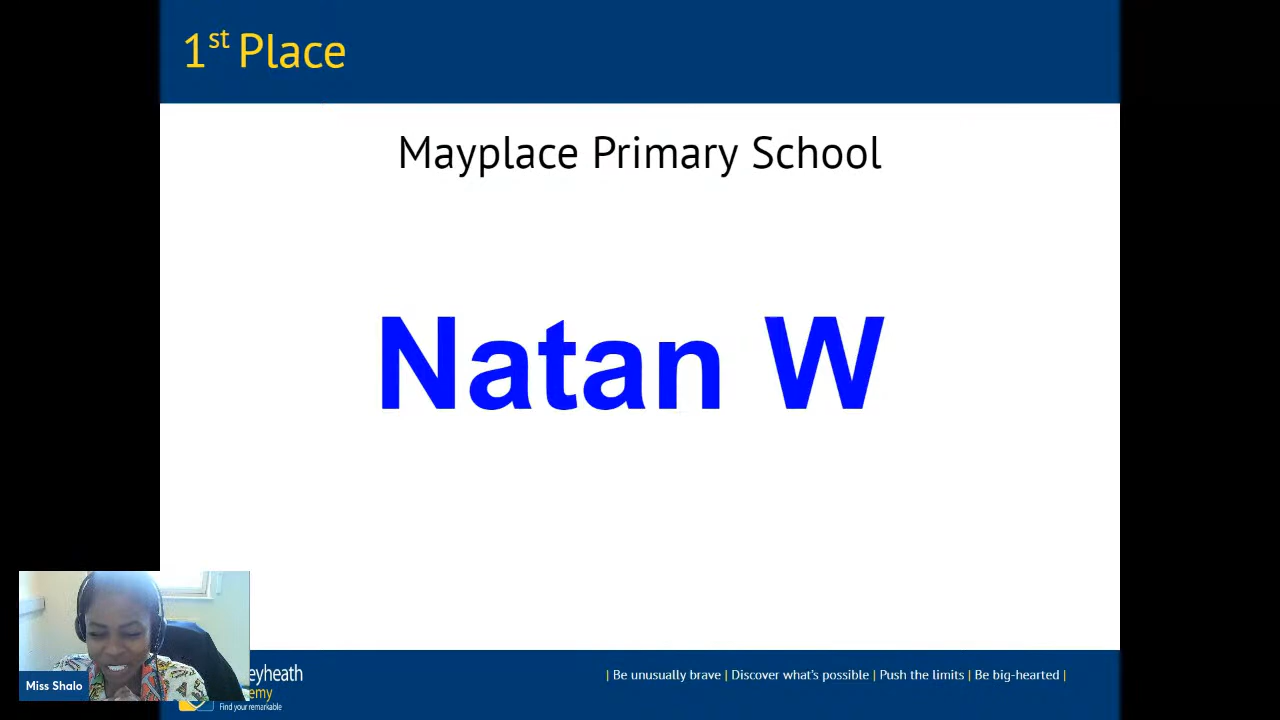 1st Place
Mayplace Primary School
Natan W
Miss Shalo
eyheath
emy
Find your remarkable
| Be unusually brave | Discover what's possible | Push the limits | Be big-hearted |